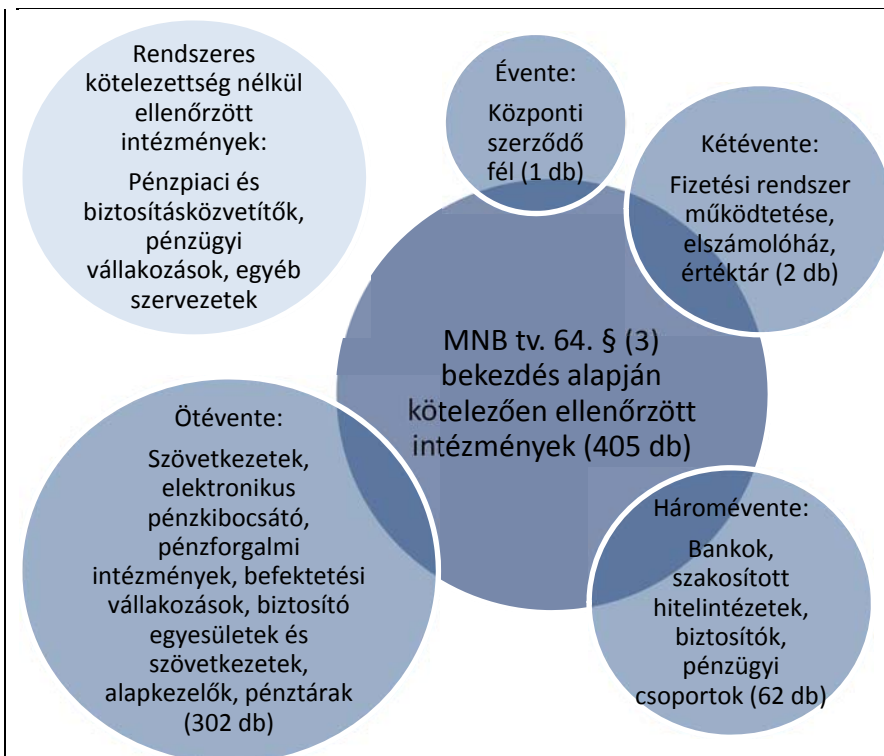 Rendszeres
kötelezettség nélkül
ellenőrzött
intézmények:
Pénzpiaci és
biztosításközvetítők,
pénzügyi
vállakozások, egyéb
szervezetek
Évente:
Központi
szerződő
fél (1 db)
Kétévente:
Fizetési rendszer
működtetése,
elszámolóház,
értéktár (2 db)
MNB tv. 64. § (3)
bekezdés alapján
kötelezően ellenőrzött
intézmények (405 db)
Ötévente:
Szövetkezetek,
elektronikus
pénzkibocsátó,
pénzforgalmi
intézmények, befektetési
vállakozások, biztosító
egyesületek és
szövetkezetek,
alapkezelők, pénztárak
(302 db)
Háromévente:
Bankok,
szakosított
hitelintézetek,
biztosítók,
pénzügyi
csoportok (62 db)